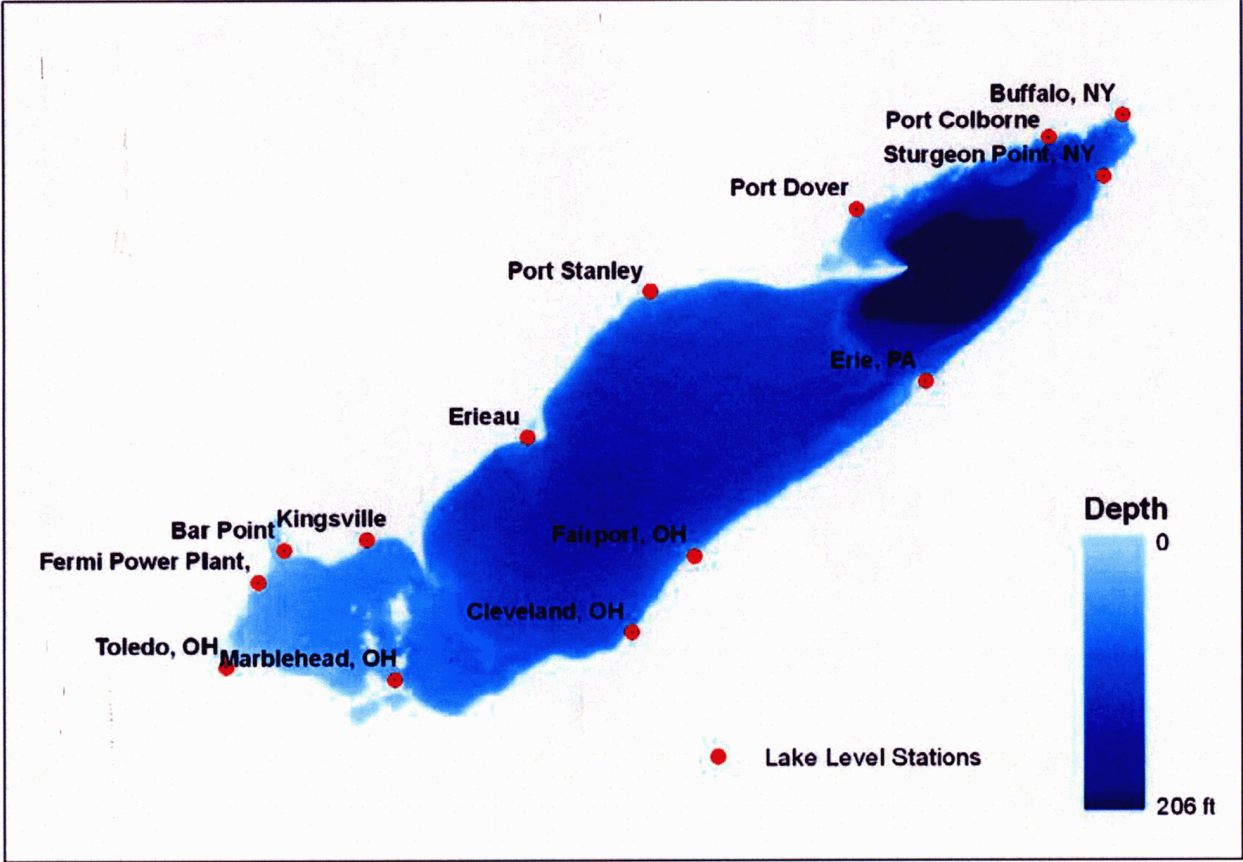 Buffalo, NY
Port Colborne
Sturgeon Point, NY
Port Dover
Port Stanley
Erie, PA
Erieau
Kingsville
Bar Point
Fermi Power Plant,
Fairport, OH
Cleveland, OH
Toledo, OH
Marblehead, OH
Depth
0
206 ft
Lake Level Stations